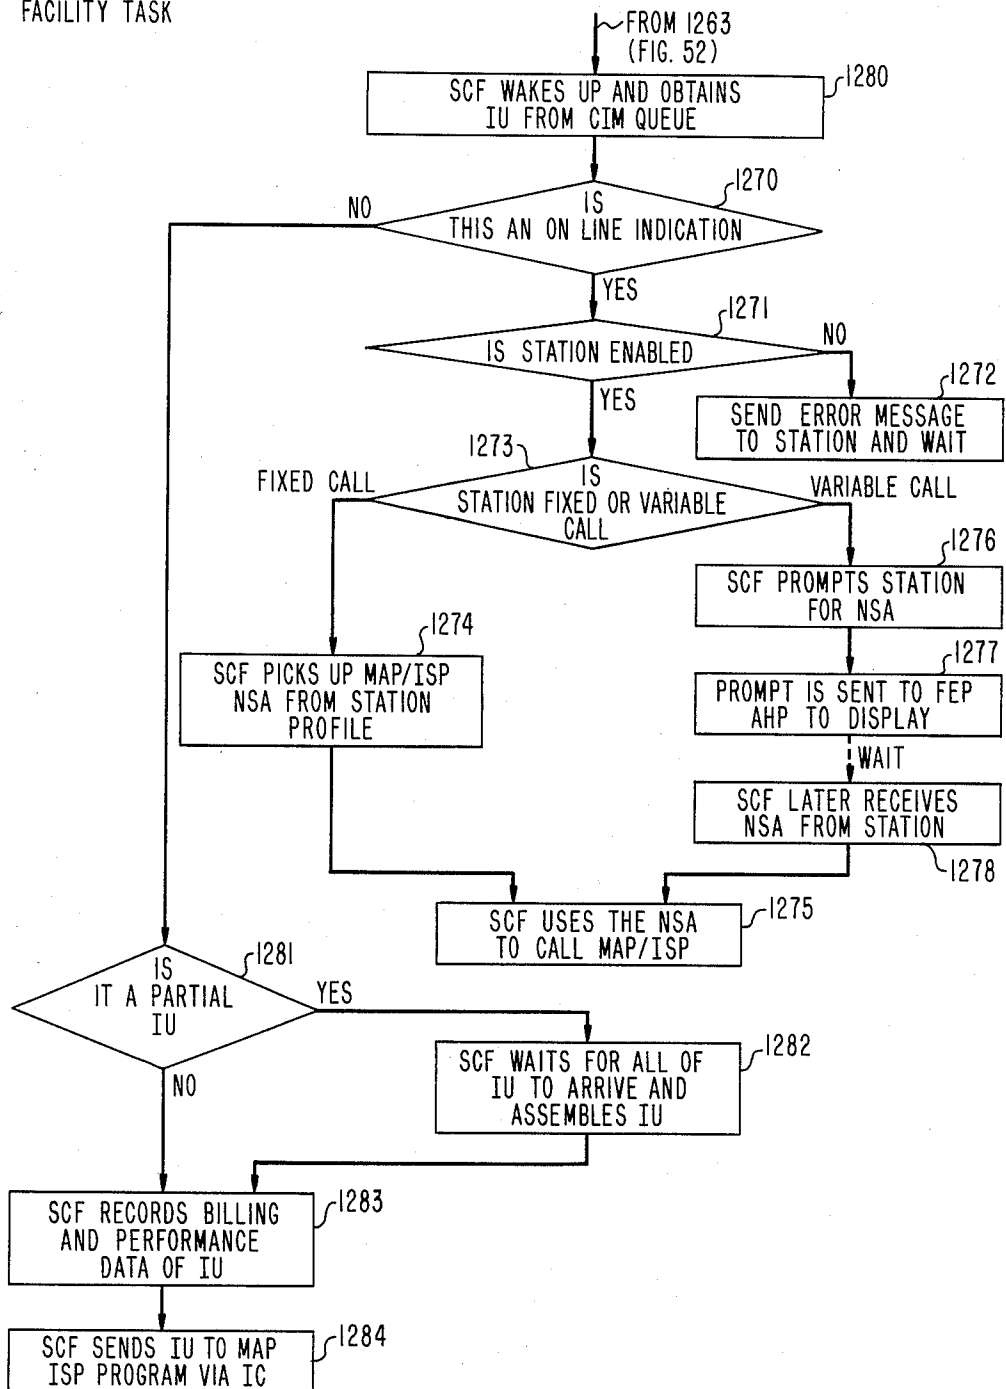 FACILITY TASK
FROM 1263
(FIG. 52)
1280
SCF WAKES UP AND OBTAINS
IU FROM CIM QUEUE
1270
NO
IS
THIS AN ON LINE INDICATION
YES
1271
NO
IS STATION ENABLED
YES
1272
SEND ERROR MESSAGE
TO STATION AND WAIT
1273
FIXED CALL
IS
STATION FIXED OR VARIABLE
CALL
VARIABLE CALL
1276
SCF PROMPTS STATION
FOR NSA
1274
SCF PICKS UP MAP/ISP
NSA FROM STATION
PROFILE
1277
PROMPT IS SENT TO FEP
AHP TO DISPLAY
WAIT
SCF LATER RECEIVES
NSA FROM STATION
1278
1275
SCF USES THE NSA
TO CALL MAP/ISP
1281
IS
IT A PARTIAL
IU
YES
NO
1282
SCF WAITS FOR ALL OF
IU TO ARRIVE AND
ASSEMBLES IU
1283
SCF RECORDS BILLING
AND PERFORMANCE
DATA OF IU
1284
SCF SENDS IU TO MAP
ISP PROGRAM VIA IC